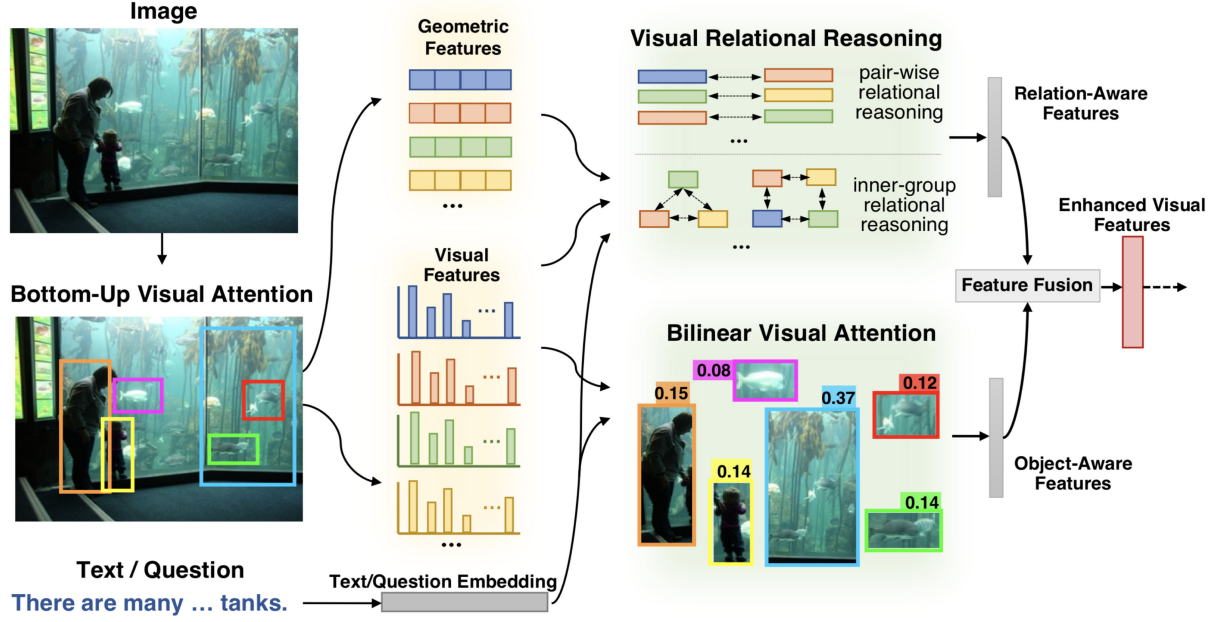 Image
Bottom-Up Visual Attention
Text / Question
There are many … tanks.
Geometric
Features
...
Visual
Features
...
...
...
...
...
Text/Question Embedding
Visual Relational Reasoning
pair-wise
relational
reasoning
...
inner-group
relational
reasoning
...
Bilinear Visual Attention
0.15
0.08
0.37
0.12
0.14
0.14
Relation-Aware
Features
Enhanced Visual
Features
Feature Fusion
Object-Aware
Features